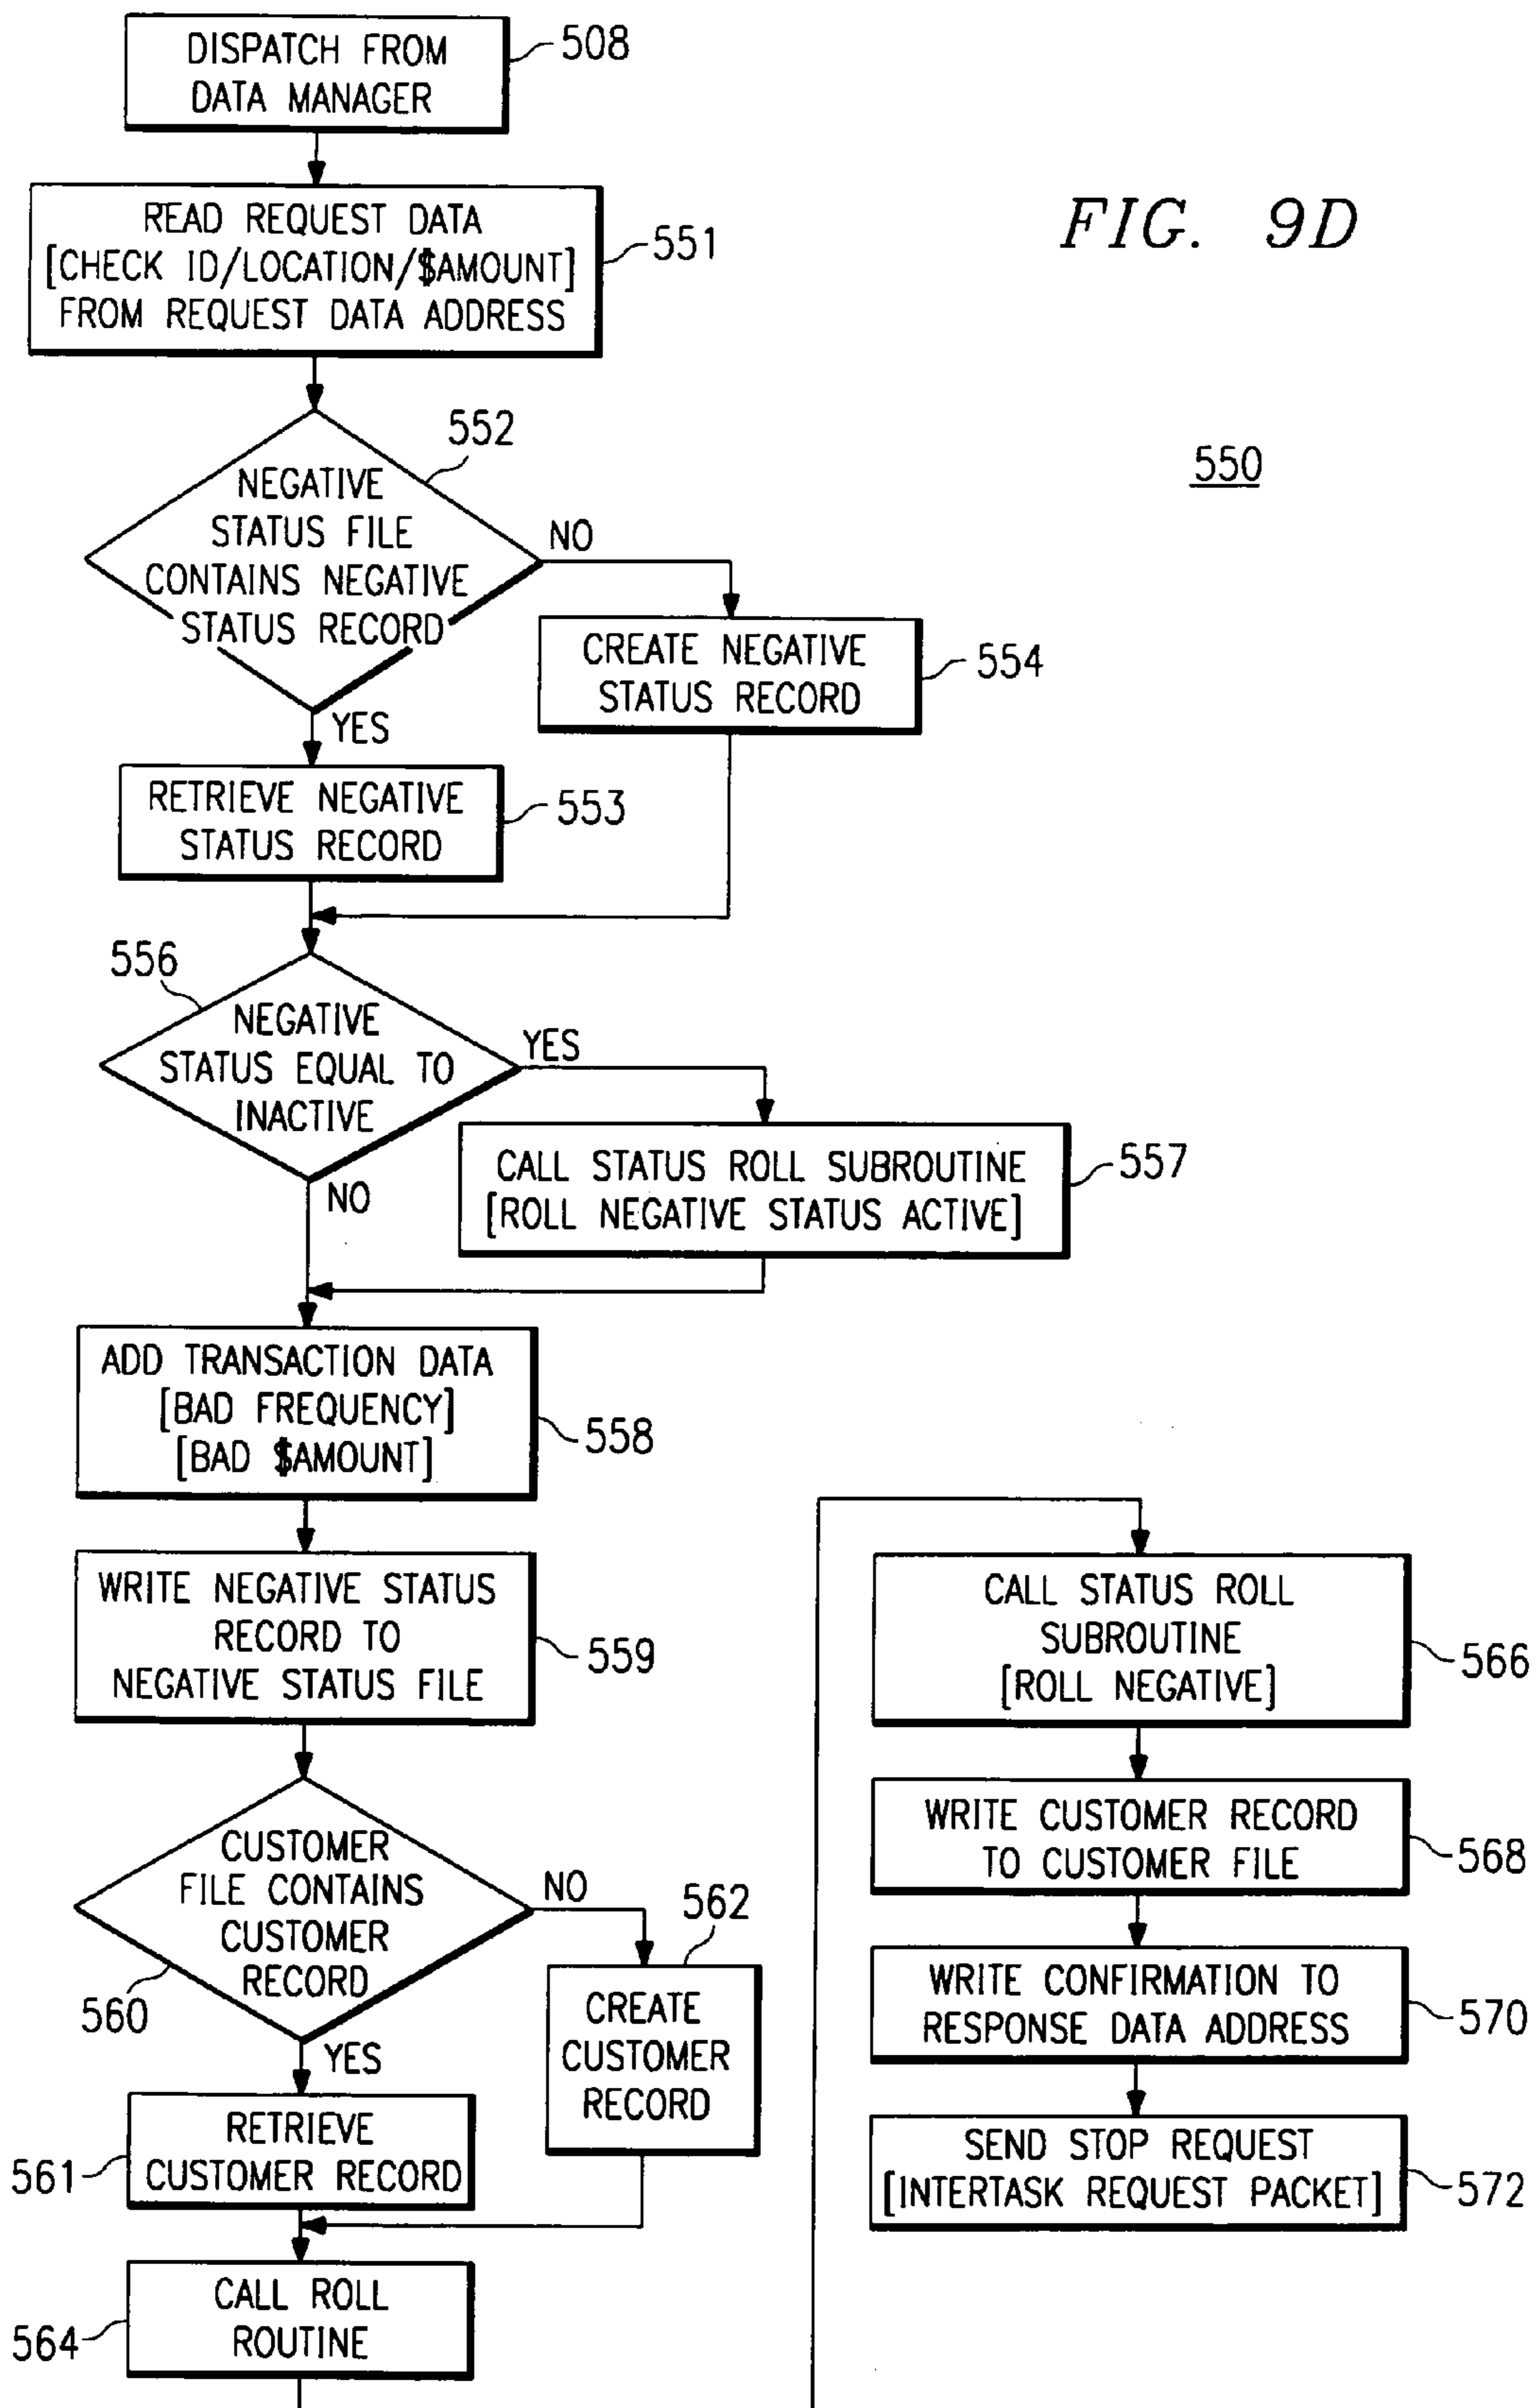 DISPATCH FROM
DATA MANAGER
508
READ REQUEST DATA
[CHECK ID/LOCATION/$AMOUNT]
FROM REQUEST DATA ADDRESS
551
FIG. 9D
550
552
NEGATIVE
STATUS FILE
CONTAINS NEGATIVE
STATUS RECORD
NO
YES
CREATE NEGATIVE
STATUS RECORD
554
RETRIEVE NEGATIVE
STATUS RECORD
553
556
NEGATIVE
STATUS EQUAL TO
INACTIVE
YES
NO
CALL STATUS ROLL SUBROUTINE
[ROLL NEGATIVE STATUS ACTIVE]
557
ADD TRANSACTION DATA
[BAD FREQUENCY]
[BAD $AMOUNT]
558
WRITE NEGATIVE STATUS
RECORD TO
NEGATIVE STATUS FILE
559
CUSTOMER
FILE CONTAINS
CUSTOMER
RECORD
560
NO
YES
562
CREATE
CUSTOMER
RECORD
RETRIEVE
CUSTOMER RECORD
561
CALL ROLL
ROUTINE
564
CALL STATUS ROLL
SUBROUTINE
[ROLL NEGATIVE]
566
WRITE CUSTOMER RECORD
TO CUSTOMER FILE
568
WRITE CONFIRMATION TO
RESPONSE DATA ADDRESS
570
SEND STOP REQUEST
[INTERTASK REQUEST PACKET]
572